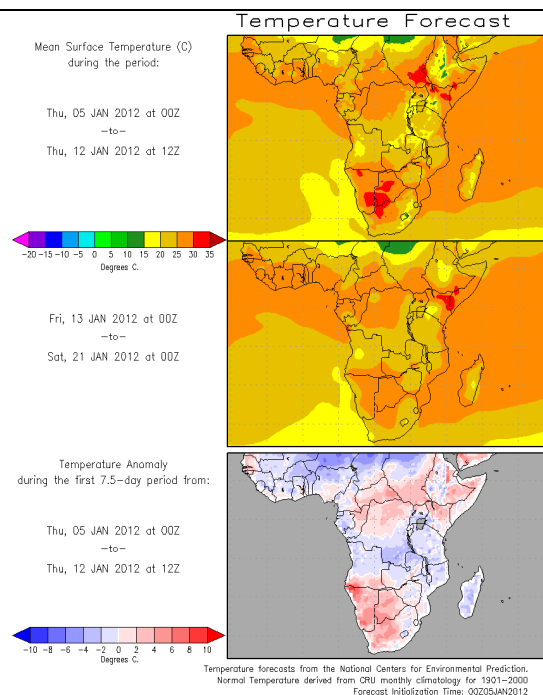 Temperature Forecast
Mean Surface Temperature (C)
during the period:
Thu, 05 JAN 2012 at 00Z
-to-
Thu, 12 JAN 2012 at 12Z
-20 -15 -10 -5 0 5 10 15 20 25 30 35
Degrees C.
Fri, 13 JAN 2012 at 00Z
-to-
Sat, 21 JAN 2012 at 00Z
Temperature Anomaly
during the first 7.5-day period from:
Thu, 05 JAN 2012 at 00Z
-to-
Thu, 12 JAN 2012 at 12Z
-10 -8 -6 -4 -2 0 2 4 6 8 10
Degrees C.
Temperature forecasts from the National Centers for Environmental Prediction.
Normal Temperature derived from CRU monthly climatology for 1901-2000
Forecast Initialization Time: 00Z05JAN2012